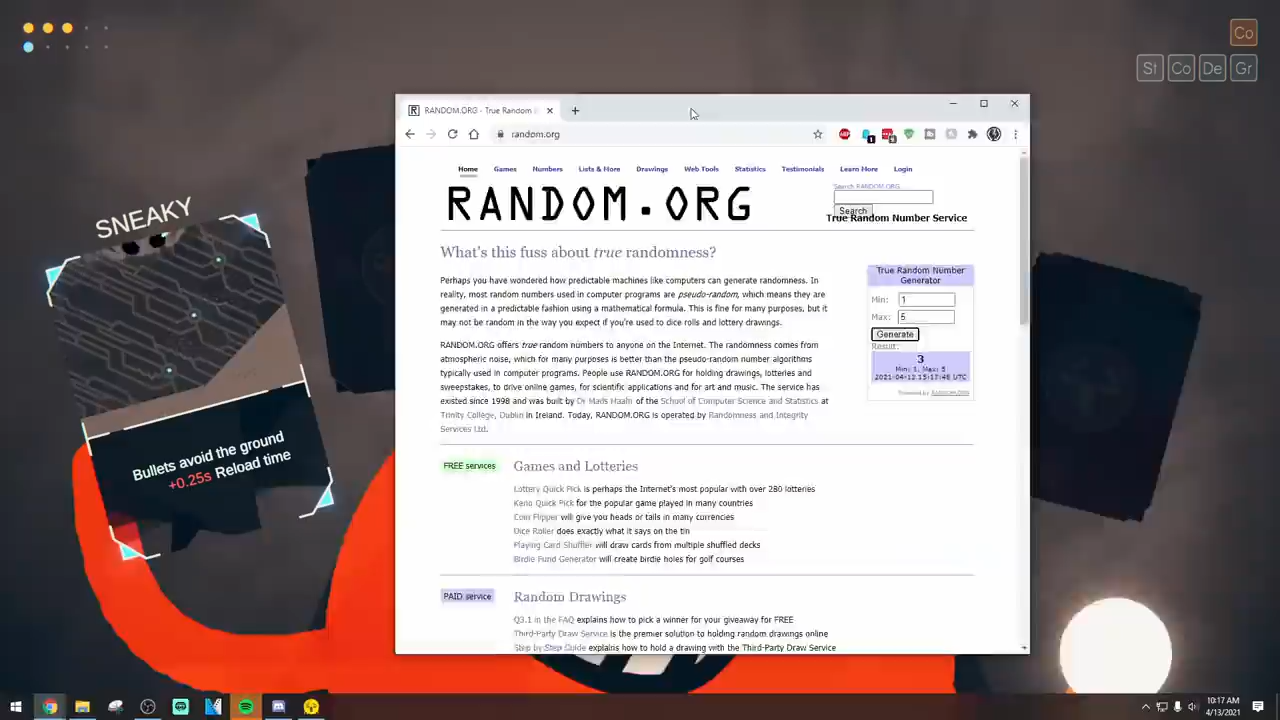 Co
St Co De Gr
SNEAKY
Bullets avoid the ground
+0.25s Reload time
RANDOM.ORG - True Random
random.org
Home Games Numbers Lists & More Drawings Web Tools Statistics Testimonials Learn More Login
RANDOM.ORG
Search RANDOM.ORG
Search
True Random Number Service
What's this fuss about true randomness?
Perhaps you have wondered how predictable machines like computers can generate randomness. In
reality, most random numbers used in computer programs are pseudo-random, which means they are
generated in a predictable fashion using a mathematical formula. This is fine for many purposes, but it
may not be random in the way you expect if you're used to dice rolls and lottery drawings.
RANDOM.ORG offers true random numbers to anyone on the Internet. The randomness comes from
atmospheric noise, which for many purposes is better than the pseudo-random number algorithms
typically used in computer programs. People use RANDOM.ORG for holding drawings, lotteries and
sweepstakes, to drive online games, for scientific applications and for art and music. The service has
existed since 1998 and was built by Dr Mads Haahr of the School of Computer Science and Statistics at
Trinity College, Dublin in Ireland. Today, RANDOM.ORG is operated by Randomness and Integrity
Services Ltd.
True Random Number
Generator
Min: 1
Max: 5
Generate
Result:
3
Min: 1, Max: 5
2021-04-13 15:17:48 UTC
Powered by RANDOM.ORG
FREE services
Games and Lotteries
Lottery Quick Pick is perhaps the Internet's most popular with over 280 lotteries
Keno Quick Pick for the popular game played in many countries
Coin Flipper will give you heads or tails in many currencies
Dice Roller does exactly what it says on the tin
Playing Card Shuffler will draw cards from multiple shuffled decks
Birdie Fund Generator will create birdie holes for golf courses
PAID service
Random Drawings
Q3.1 in the FAQ explains how to pick a winner for your giveaway for FREE
Third-Party Draw Service is the premier solution to holding random drawings online
Step by Step Guide explains how to hold a drawing with the Third-Party Draw Service
10:17 AM
4/13/2021